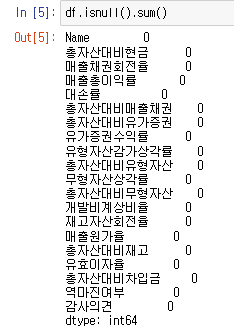 In [5]: df.isnull().sum()
Out[5]: Name 0
총자산대비현금 0
매출채권회전율 0
매출총이익률 0
대손률 0
총자산대비매출채권 0
총자산대비유가증권 0
유가증권수익률 0
유형자산감가상각률 0
총자산대비유형자산 0
무형자산상각률 0
총자산대비무형자산 0
개발비계상비율 0
재고자산회전율 0
매출원가율 0
총자산대비재고 0
유효이자율 0
총자산대비차입금 0
역마진여부 0
감사의견 0
dtype: int64